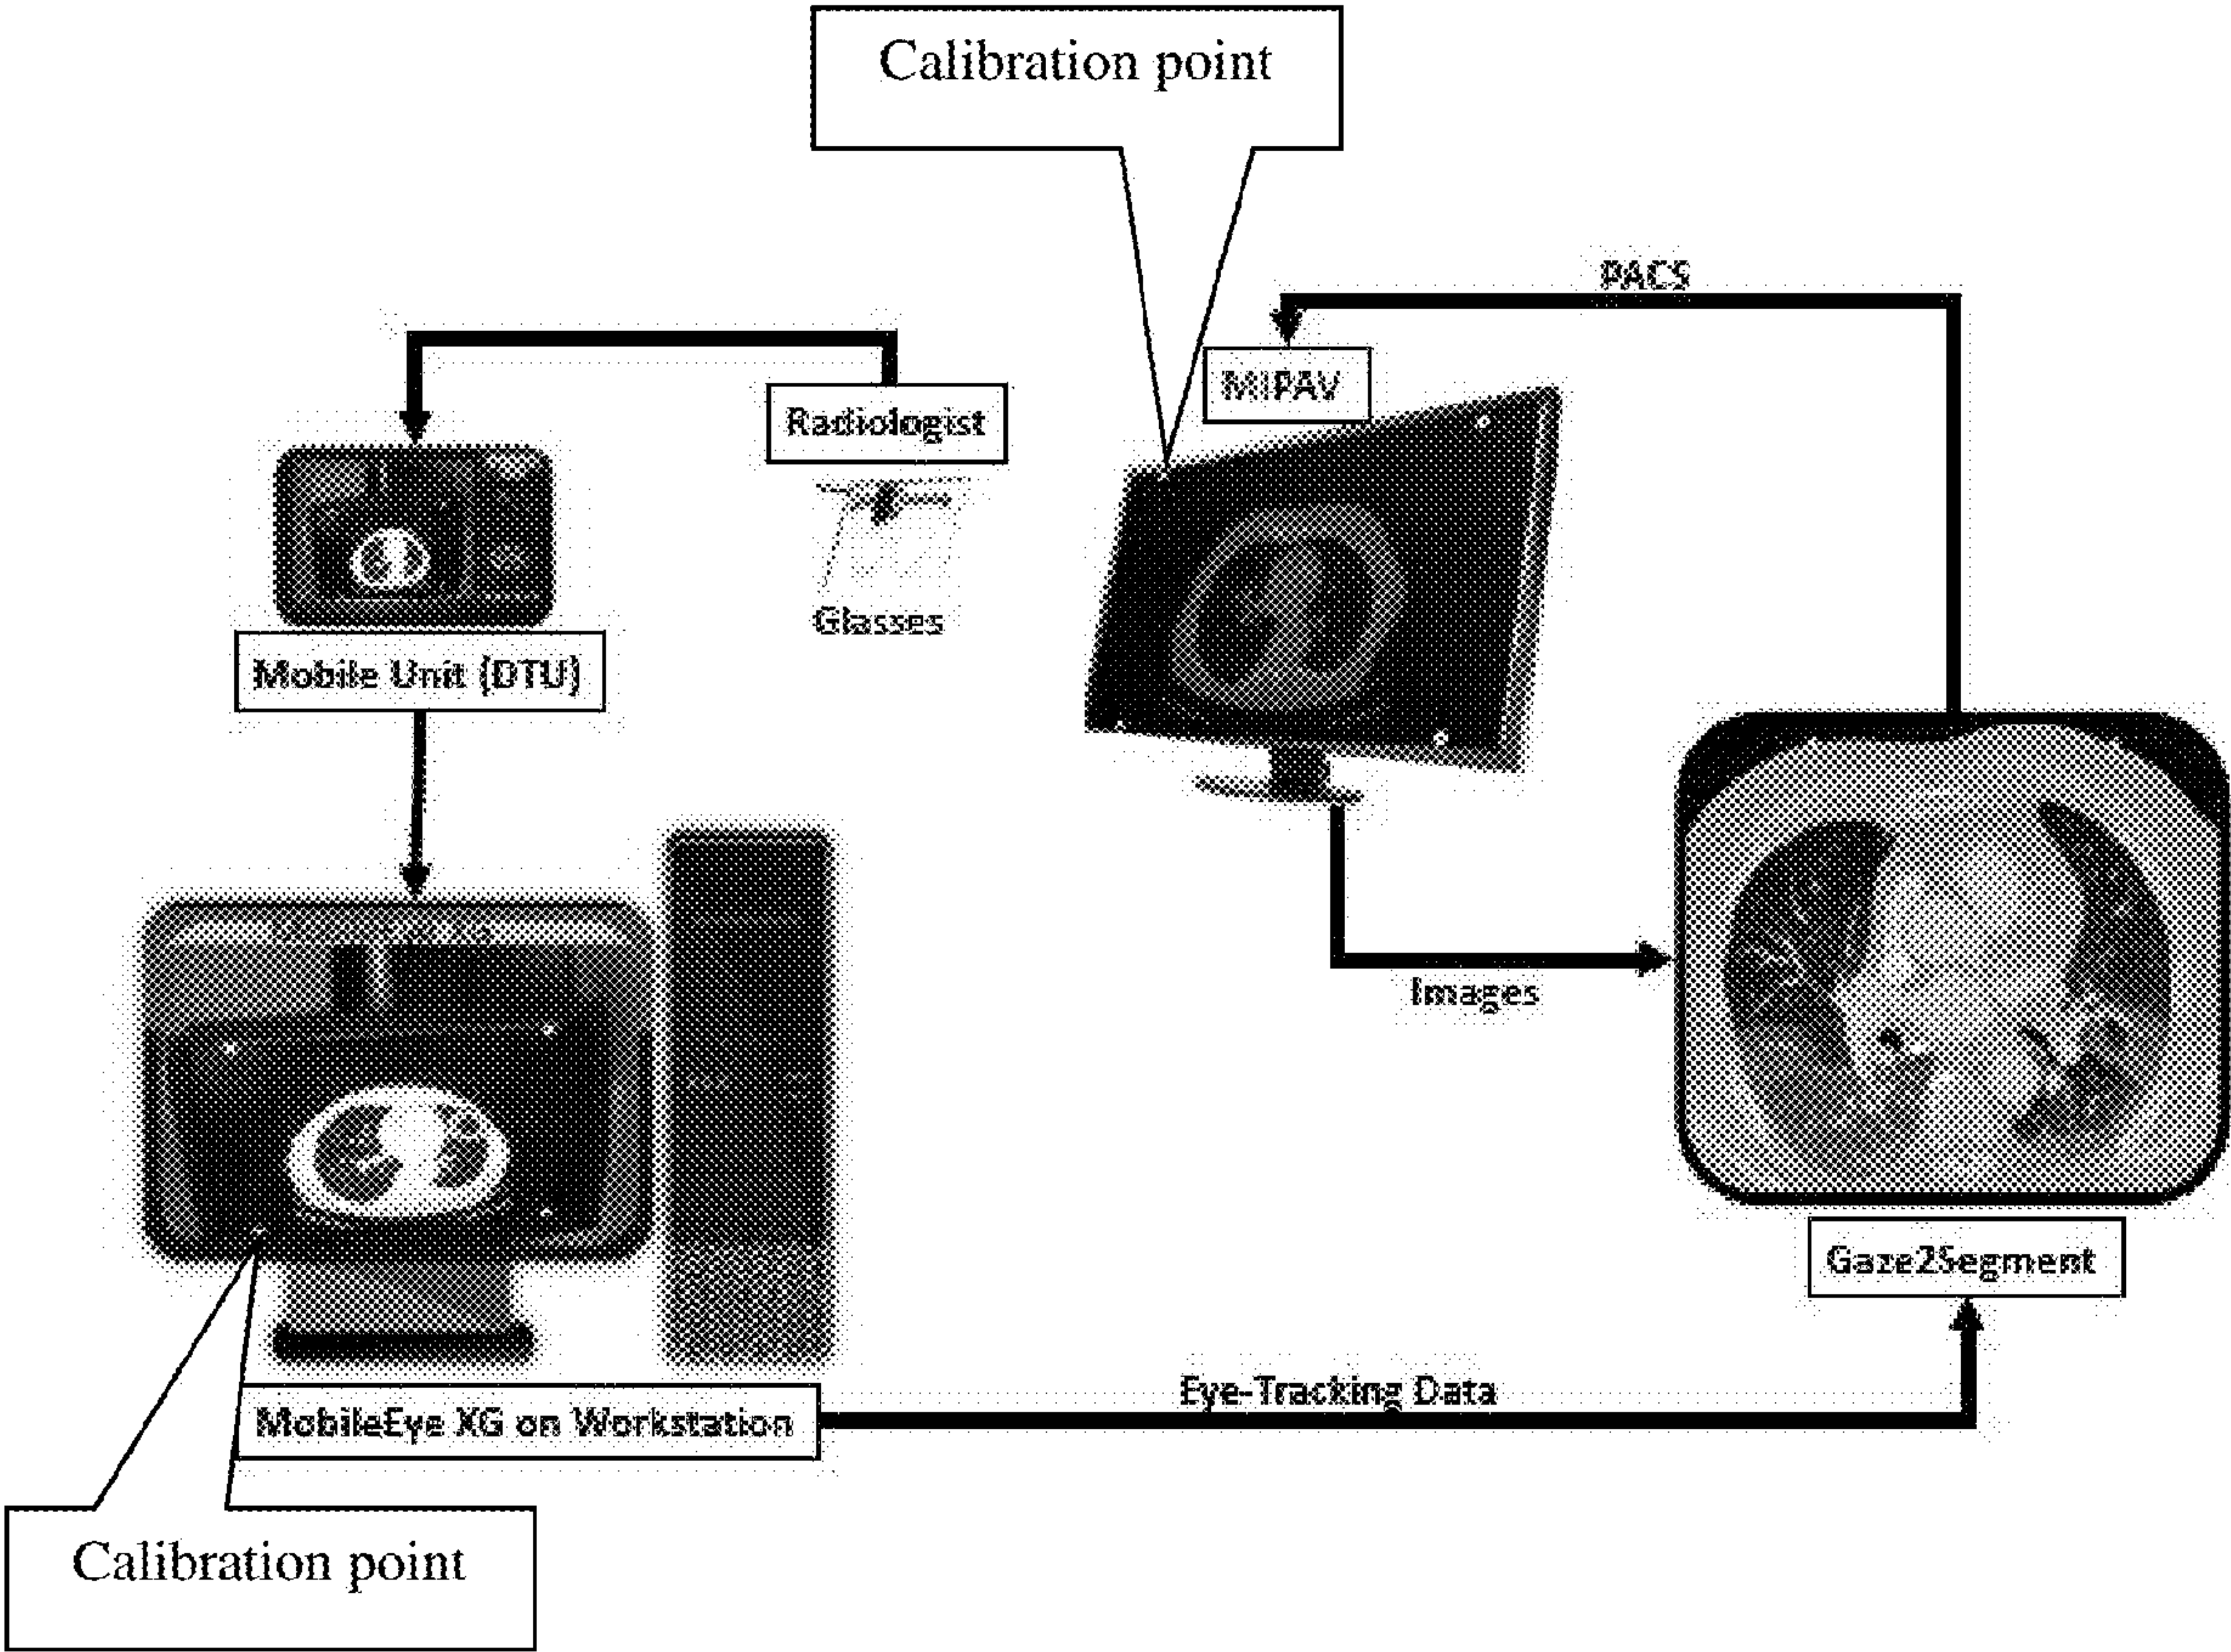 Calibration point
PACS
MIPAV
Radiologist
Glasses
Mobile Unit (DTU)
Images
Gaze2Segment
Eye-Tracking Data
MobileEye XG on Workstation
Calibration point